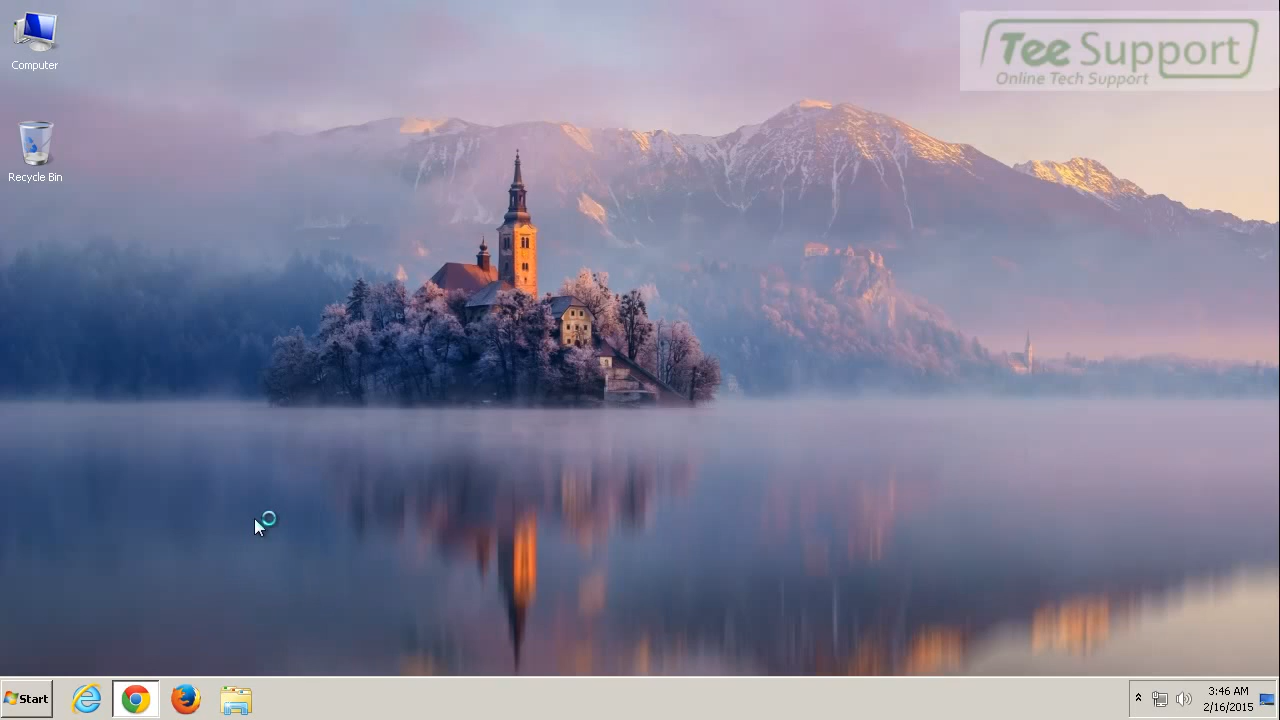 Computer
Tee Support
Online Tech Support
Recycle Bin
Start
3:46 AM
2/16/2015